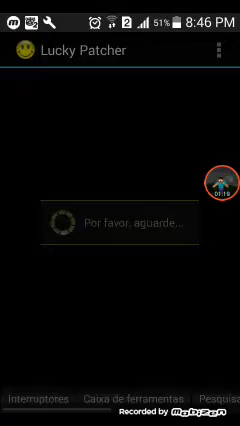 2
51%
8:46 PM
Lucky Patcher
01:19
Por favor, aguarde...
Interruptores
Caixa de ferramentas
Pesquisa
Recorded by Mobizen